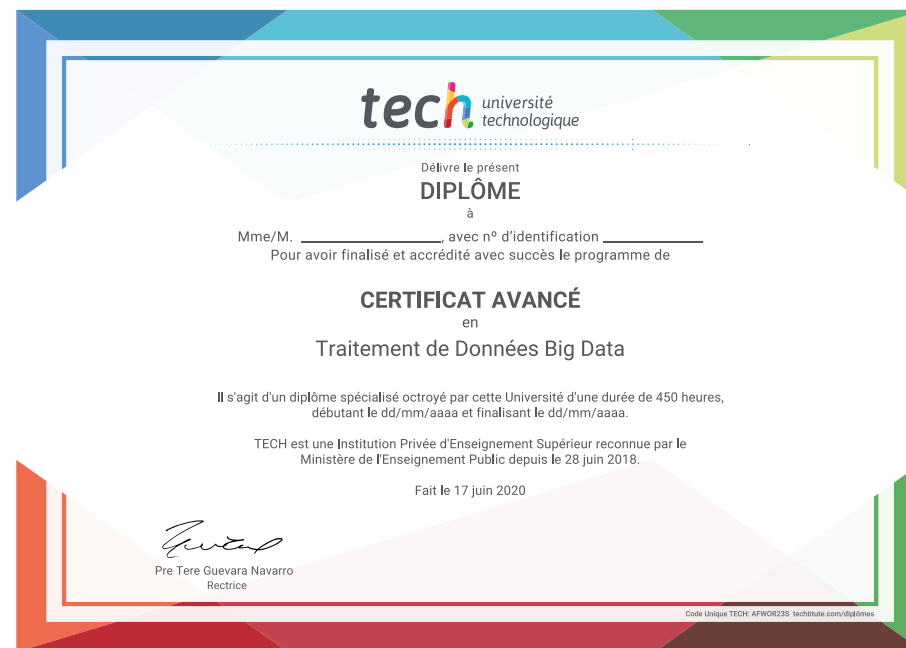 tech université
technologique
Délivre le présent
DIPLÔME
à
Mme/M. ____________________, avec nº d'identification ______________
Pour avoir finalisé et accrédité avec succès le programme de
CERTIFICAT AVANCÉ
en
Traitement de Données Big Data
Il s'agit d'un diplôme spécialisé octroyé par cette Université d'une durée de 450 heures,
débutant le dd/mm/aaaa et finalisant le dd/mm/aaaa.
TECH est une Institution Privée d'Enseignement Supérieur reconnue par le
Ministère de l'Enseignement Public depuis le 28 juin 2018.
Fait le 17 juin 2020
Pre Tere Guevara Navarro
Rectrice
Code Unique TECH: AFWOR23S techtitute.com/diplômes